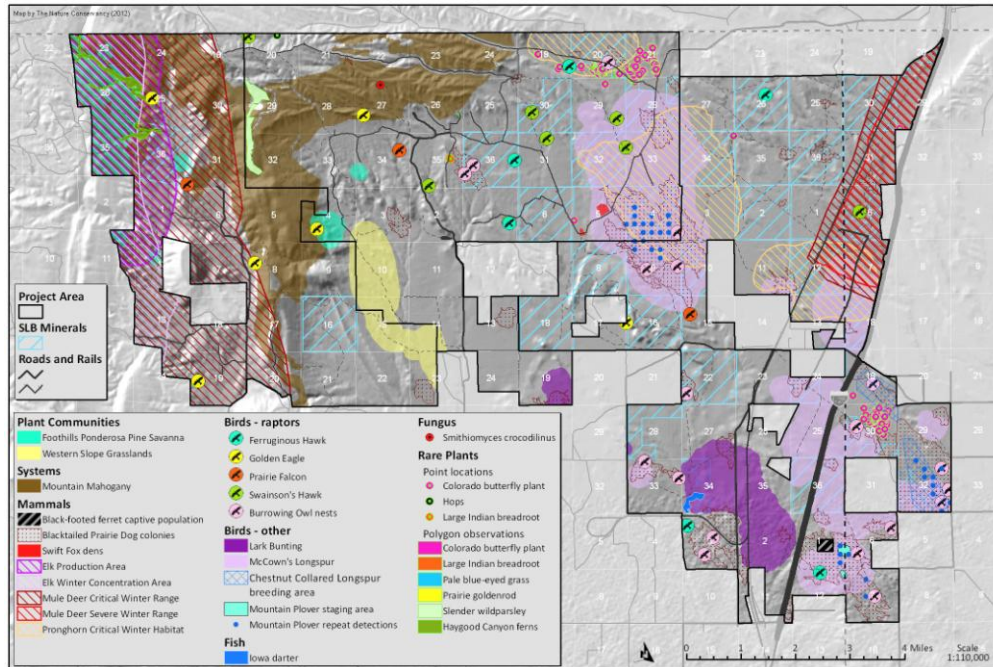 Map by The Nature Conservancy (2012)
Project Area
SLB Minerals
Roads and Rails
Plant Communities
Foothills Ponderosa Pine Savanna
Western Slope Grasslands
Systems
Mountain Mahogany
Mammals
Black-footed ferret captive population
Blacktailed Prairie Dog colonies
Swift Fox dens
Elk Production Area
Elk Winter Concentration Area
Mule Deer Critical Winter Range
Mule Deer Severe Winter Range
Pronghorn Critical Winter Habitat
Birds - raptors
Ferruginous Hawk
Golden Eagle
Prairie Falcon
Swainson's Hawk
Burrowing Owl nests
Birds - other
Lark Bunting
McCown's Longspur
Chestnut Collared Longspur
breeding area
Mountain Plover staging area
Mountain Plover repeat detections
Fish
Iowa darter
Fungus
Smithiomyces crocodilinus
Rare Plants
Point locations
Colorado butterfly plant
Hops
Large Indian breadroot
Polygon observations
Colorado butterfly plant
Large Indian breadroot
Pale blue-eyed grass
Prairie goldenrod
Slender wildparsley
Haygood Canyon ferns
0 1 2 3 4 Miles
Scale
1:110,000